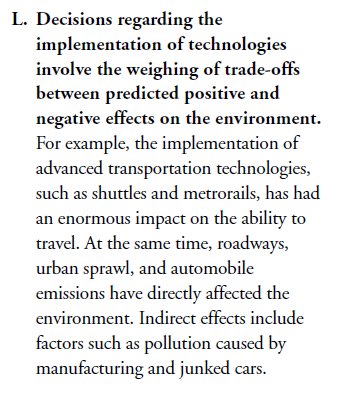 L. Decisions regarding the
implementation of technologies
involve the weighing of trade-offs
between predicted positive and
negative effects on the environment.
For example, the implementation of
advanced transportation technologies,
such as shuttles and metrorails, has had
an enormous impact on the ability to
travel. At the same time, roadways,
urban sprawl, and automobile
emissions have directly affected the
environment. Indirect effects include
factors such as pollution caused by
manufacturing and junked cars.